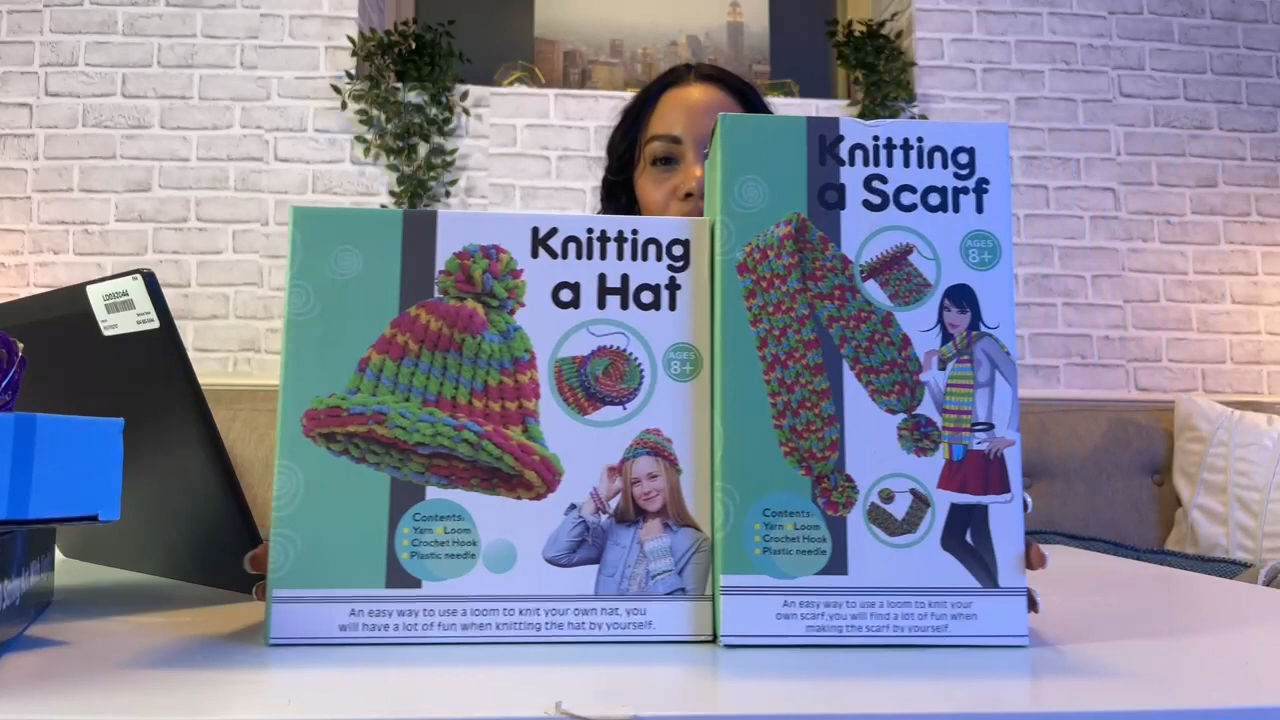 LD032044
Knitting
a Hat
AGES
8+
Contents:
Yarn Loom
Crochet Hook
Plastic needle
An easy way to use a loom to knit your own hat, you
will have a lot of fun when knitting the hat by yourself.
Knitting
a Scarf
AGES
8+
Contents:
Yarn Loom
Crochet Hook
Plastic needle
An easy way to use a loom to knit your
own scarf,you will find a lot of fun when
making the scarf by yourself.